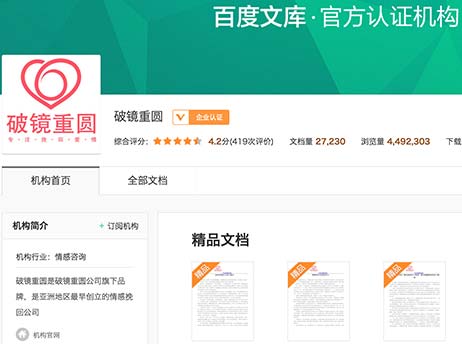 百度文库·官方认证机构
破镜重圆
专注挽回爱情
破镜重圆
企业认证
综合评分：
4.2分(419次评价)
文档量 27,230
浏览量 4,492,303
下载
机构首页
全部文档
机构简介
+ 订阅机构
机构行业：情感咨询
破镜重圆是破镜重圆公司旗下品
牌，是亚洲地区最早创立的情感挽
回公司
机构官网
精品文档
精品
精品
精品